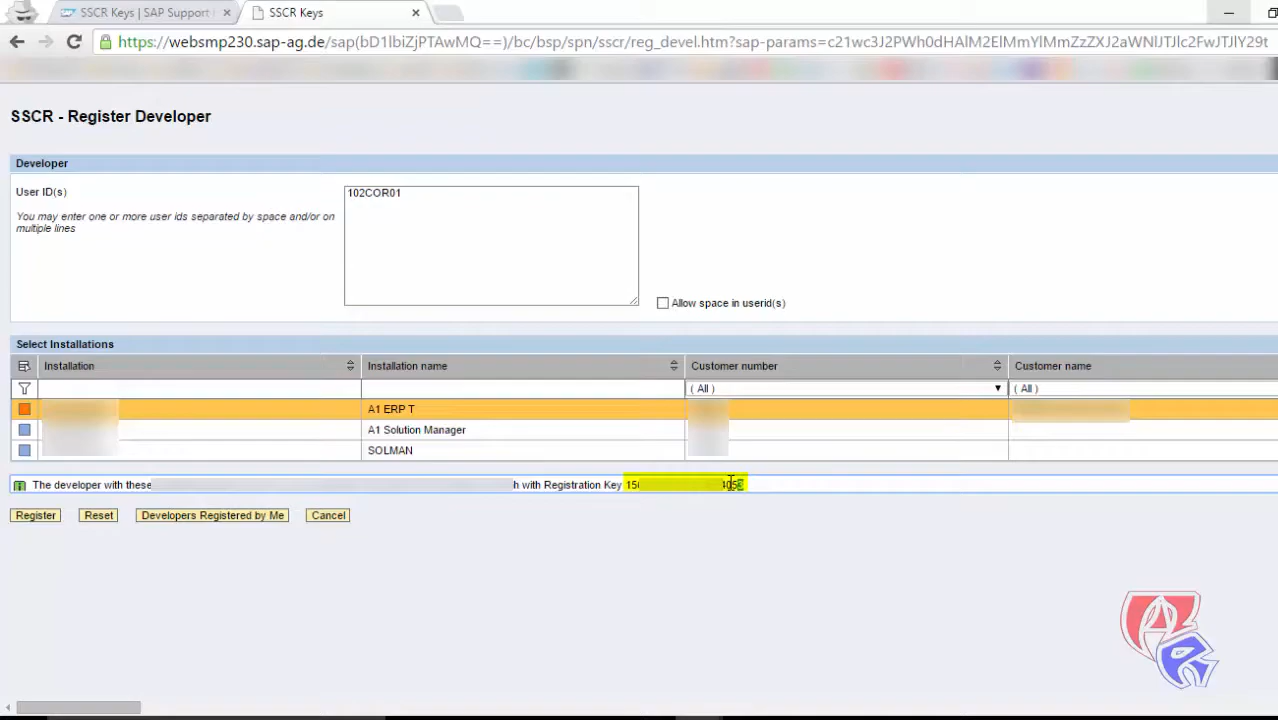 SSCR Keys | SAP Support
SSCR Keys
https://websmp230.sap-ag.de/sap(bD1lbiZjPTAwMQ==)/bc/bsp/spn/sscr/reg_devel.htm?sap-params=c21wc3J2PWh0dHAlM2ElMmYlMmZzZXJ2aWNlJTJlc2FwJTJlY29t
SSCR - Register Developer
Developer
User ID(s)
102COR01
You may enter one or more user ids separated by space and/or on
multiple lines
Allow space in userid(s)
Select Installations
Installation Installation name Customer number Customer name
( All ) ( All )
A1 ERP T
A1 Solution Manager
SOLMAN
The developer with these h with Registration Key
Register Reset Developers Registered by Me Cancel